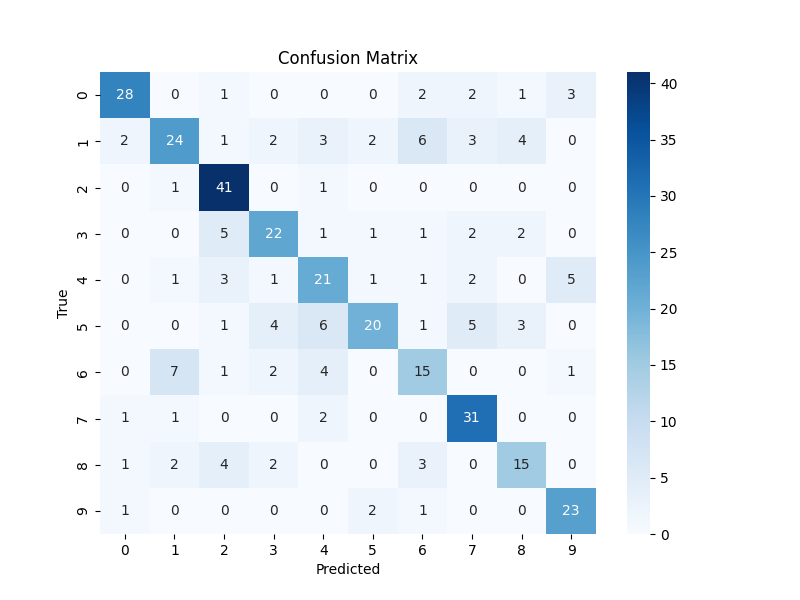 Confusion Matrix
0 28 0 1 0 0 0 2 2 1 3
1 2 24 1 2 3 2 6 3 4 0
2 0 1 41 0 1 0 0 0 0 0
3 0 0 5 22 1 1 1 2 2 0
4 0 1 3 1 21 1 1 2 0 5
5 0 0 1 4 6 20 1 5 3 0
6 0 7 1 2 4 0 15 0 0 1
7 1 1 0 0 2 0 0 31 0 0
8 1 2 4 2 0 0 3 0 15 0
9 1 0 0 0 0 2 1 0 0 23
0 1 2 3 4 5 6 7 8 9
Predicted
True
40
35
30
25
20
15
10
5
0